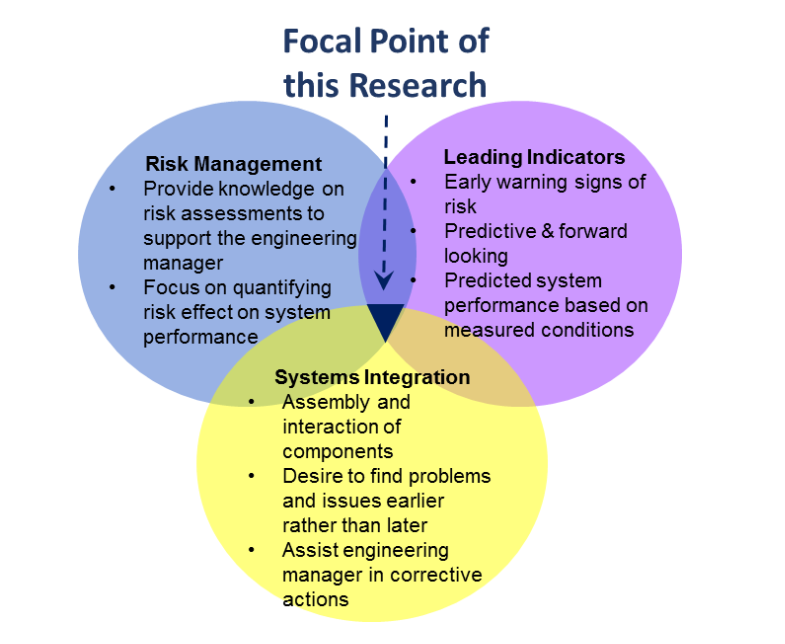 Focal Point of
this Research
Risk Management
• Provide knowledge on
risk assessments to
support the engineering
manager
• Focus on quantifying
risk effect on system
performance
Leading Indicators
• Early warning signs of
risk
• Predictive & forward
looking
• Predicted system
performance based on
measured conditions
Systems Integration
• Assembly and
interaction of
components
• Desire to find problems
and issues earlier
rather than later
• Assist engineering
manager in corrective
actions